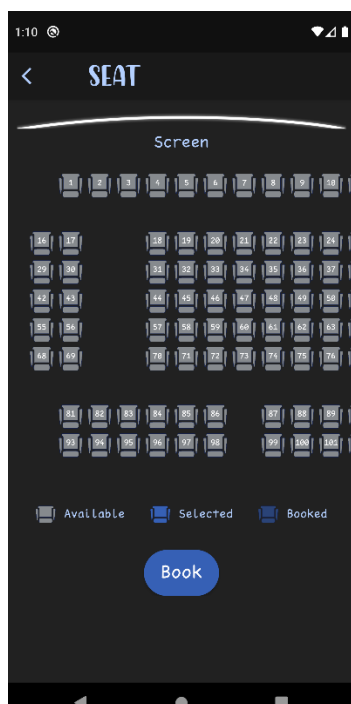 1:10
SEAT
Screen
1 2 3 4 5 6 7 8 9 10
16 17 18 19 20 21 22 23 24
29 30 31 32 33 34 35 36 37
42 43 44 45 46 47 48 49 50
55 56 57 58 59 60 61 62 63
68 69 70 71 72 73 74 75 76
81 82 83 84 85 86 87 88 89
93 94 95 96 97 98 99 100 101
Available Selected Booked
Book